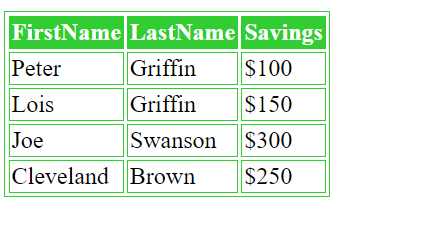 FirstName LastName Savings
Peter Griffin $100
Lois Griffin $150
Joe Swanson $300
Cleveland Brown $250